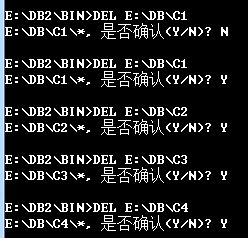 E:\DB2\BIN>DEL E:\DB\C1
E:\DB\C1\*, 是否确认(Y/N)? N
E:\DB2\BIN>DEL E:\DB\C1
E:\DB\C1\*, 是否确认(Y/N)? Y
E:\DB2\BIN>DEL E:\DB\C2
E:\DB\C2\*, 是否确认(Y/N)? Y
E:\DB2\BIN>DEL E:\DB\C3
E:\DB\C3\*, 是否确认(Y/N)? Y
E:\DB2\BIN>DEL E:\DB\C4
E:\DB\C4\*, 是否确认(Y/N)? Y